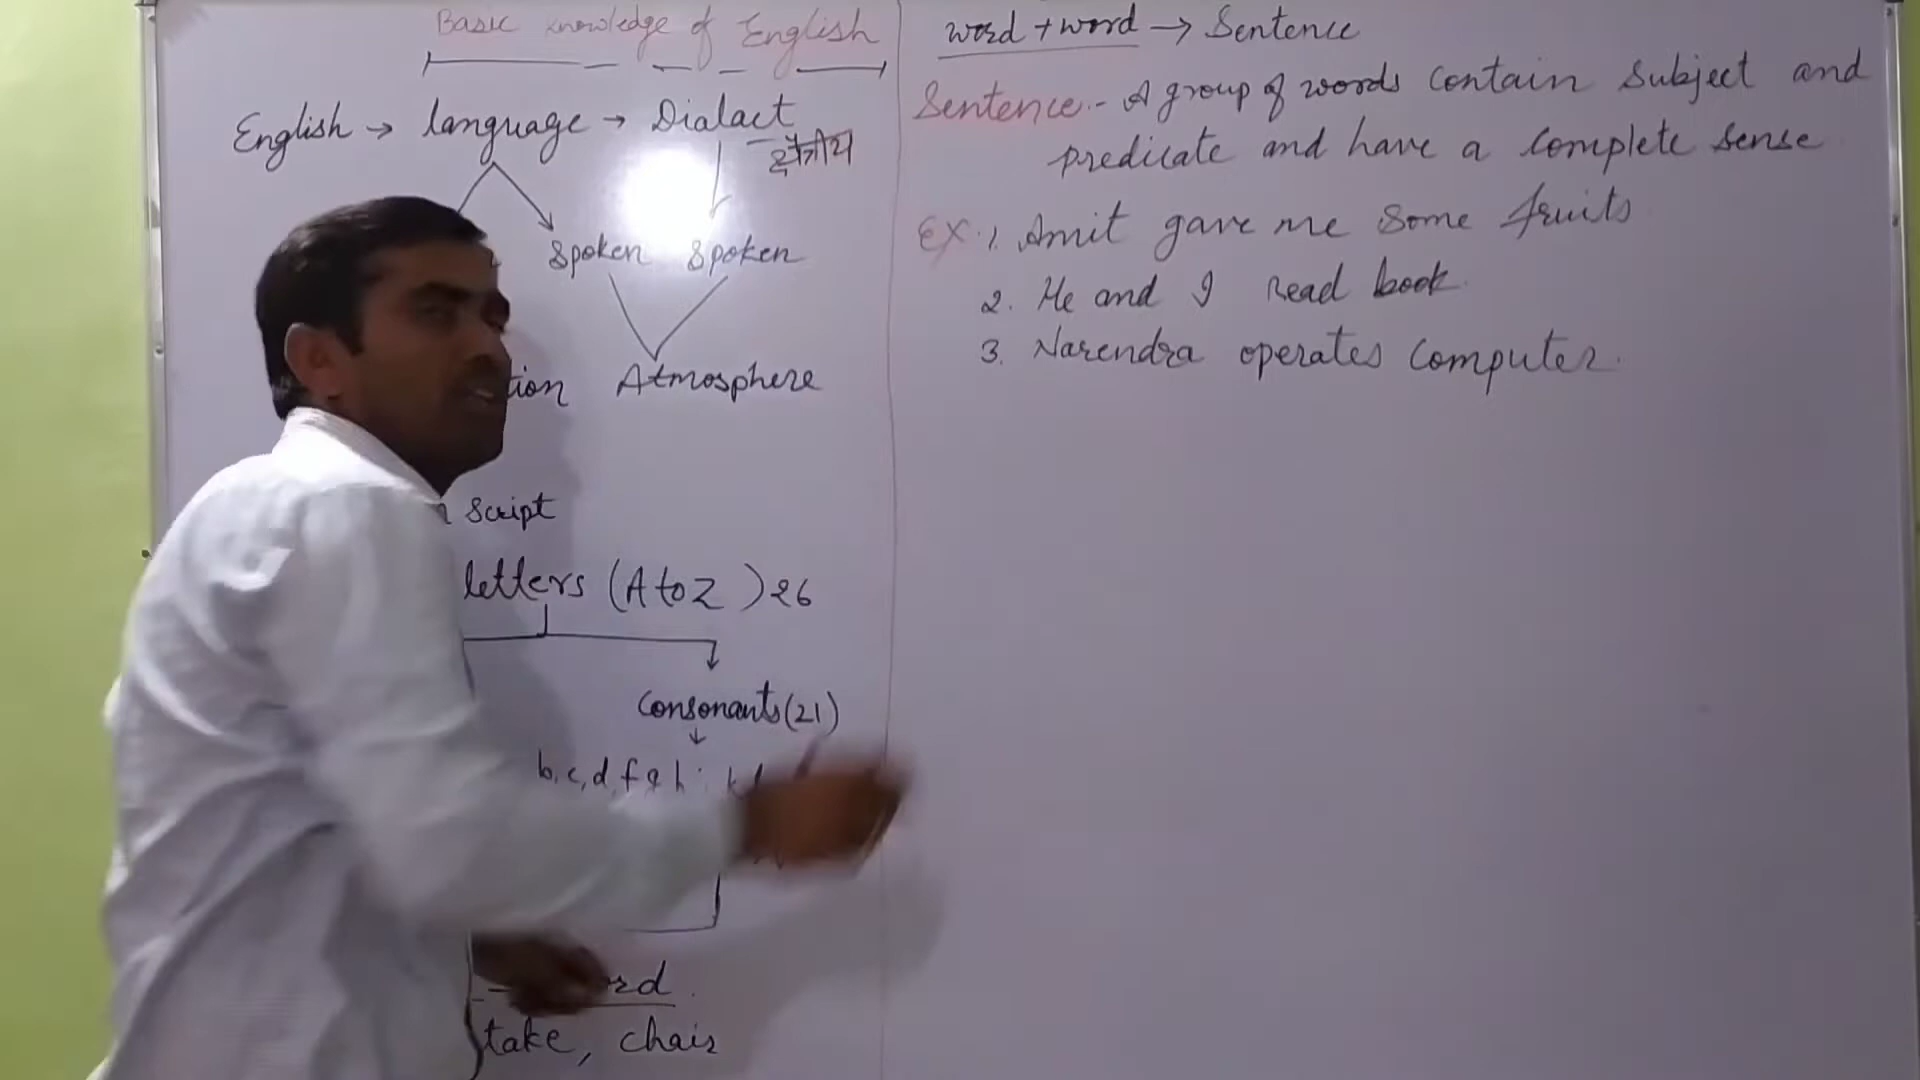 Basic knowledge of English
English → language → Dialact
क्षेत्रीय
Spoken Spoken
tion Atmosphere
Script
letters (A to Z) 26
Consonants (21)
b, c, d, f g h
rd
take, chair
word + word → Sentence
Sentence :- A group of words contain Subject and
predicate and have a complete sense
EX. 1. Amit gave me some fruits
2. He and I read book.
3. Narendra operates computer.